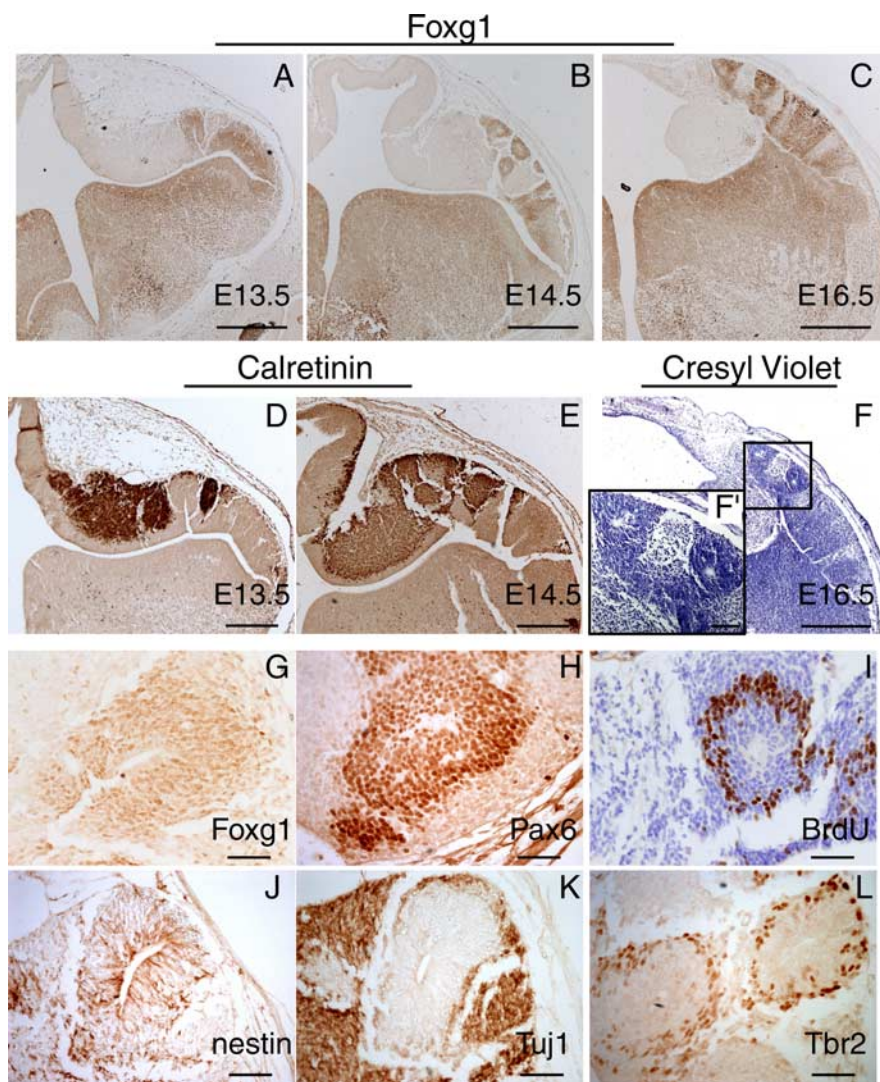 Foxg1
A B C
E13.5 E14.5 E16.5
Calretinin Cresyl Violet
D E F
F'
E13.5 E14.5 E16.5
G H I
Foxg1 Pax6 BrdU
J K L
nestin Tuj1 Tbr2